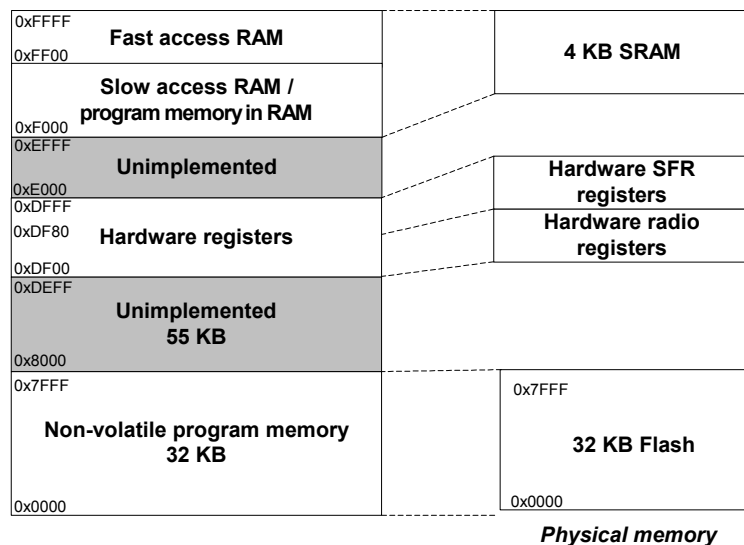 0xFFFF
Fast access RAM
0xFF00
Slow access RAM /
program memory in RAM
0xF000
0xEFFF
Unimplemented
0xE000
0xDFFF
0xDF80
Hardware registers
0xDF00
0xDEFF
Unimplemented
55 KB
0x8000
0x7FFF
Non-volatile program memory
32 KB
0x0000
4 KB SRAM
Hardware SFR
registers
Hardware radio
registers
0x7FFF
32 KB Flash
0x0000
Physical memory